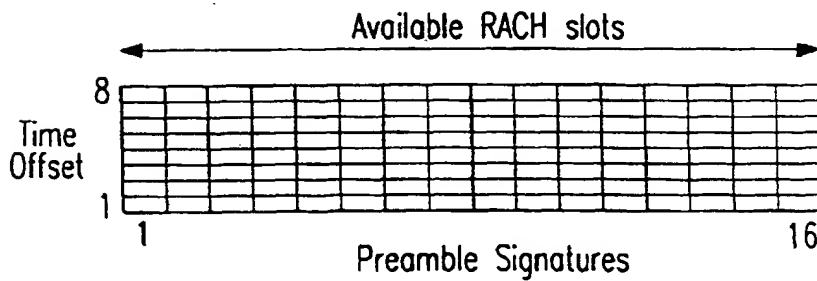 Available RACH slots
8
Time
Offset
1
1
16
Preamble Signatures